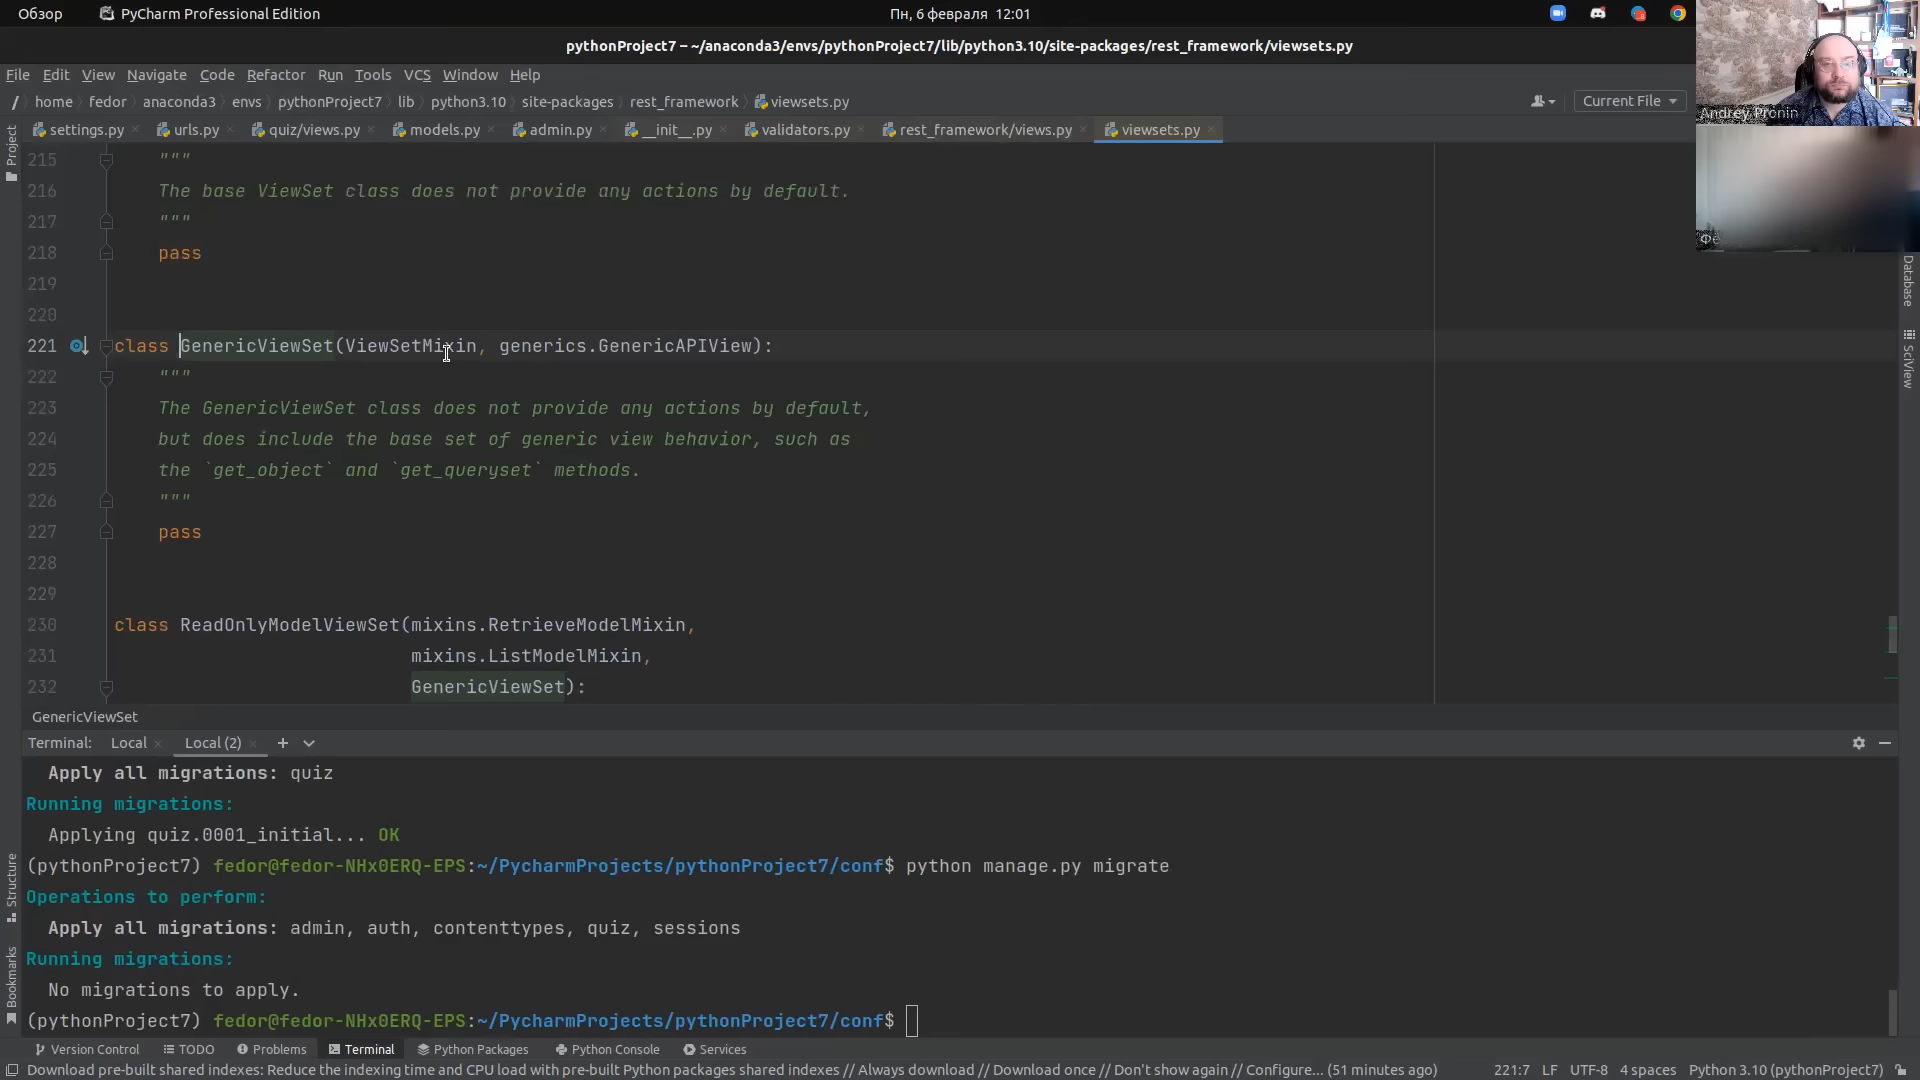 Обзор PyCharm Professional Edition Пн, 6 февраля 12:01
pythonProject7 – ~/anaconda3/envs/pythonProject7/lib/python3.10/site-packages/rest_framework/viewsets.py
File Edit View Navigate Code Refactor Run Tools VCS Window Help
/ home fedor anaconda3 envs pythonProject7 lib python3.10 site-packages rest_framework viewsets.py Current File
Andrey Pronin
settings.py urls.py quiz/views.py models.py admin.py __init__.py validators.py rest_framework/views.py viewsets.py
Project
215 """
216 The base ViewSet class does not provide any actions by default.
217 """
218 pass
219
220
221 class GenericViewSet(ViewSetMixin, generics.GenericAPIView):
222 """
223 The GenericViewSet class does not provide any actions by default,
224 but does include the base set of generic view behavior, such as
225 the `get_object` and `get_queryset` methods.
226 """
227 pass
228
229
230 class ReadOnlyModelViewSet(mixins.RetrieveModelMixin,
231 mixins.ListModelMixin,
232 GenericViewSet):
Database
SciView
GenericViewSet
Terminal: Local Local (2)
Apply all migrations: quiz
Running migrations:
Applying quiz.0001_initial... OK
(pythonProject7) fedor@fedor-NHx0ERQ-EPS:~/PycharmProjects/pythonProject7/conf$ python manage.py migrate
Operations to perform:
Apply all migrations: admin, auth, contenttypes, quiz, sessions
Running migrations:
No migrations to apply.
(pythonProject7) fedor@fedor-NHx0ERQ-EPS:~/PycharmProjects/pythonProject7/conf$
Structure
Bookmarks
Version Control TODO Problems Terminal Python Packages Python Console Services
Download pre-built shared indexes: Reduce the indexing time and CPU load with pre-built Python packages shared indexes // Always download // Download once // Don't show again // Configure... (51 minutes ago) 221:7 LF UTF-8 4 spaces Python 3.10 (pythonProject7)